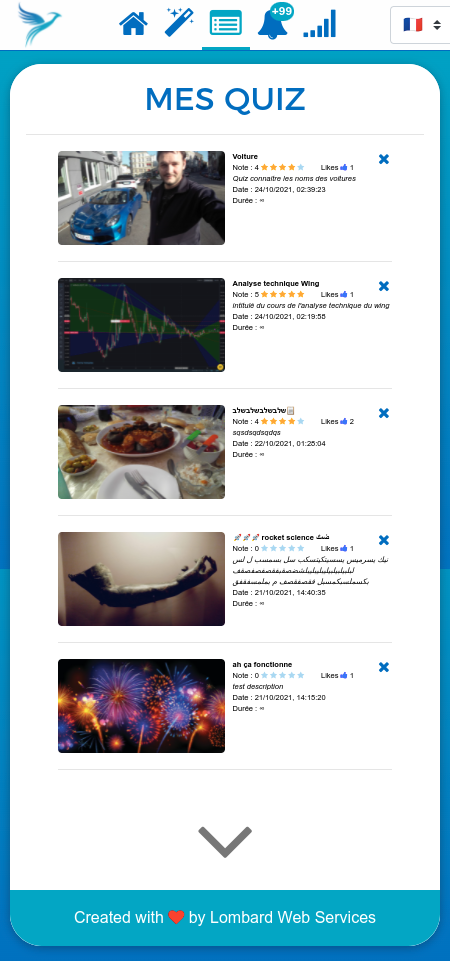 +99
MES QUIZ
Voiture
Note : 4 Likes 1
Quiz connaitre les noms des voitures
Date : 24/10/2021, 02:39:23
Durée : ∞
Analyse technique Wing
Note : 5 Likes 1
intitulé du cours de l'analyse technique du wing
Date : 24/10/2021, 02:19:58
Durée : ∞
שלבשלבשלבשלב
Note : 4 Likes 2
sqsdsqdsqdqs
Date : 22/10/2021, 01:28:04
Durée : ∞
🚀🚀🚀 rocket science
Note : 0 Likes 1
Date : 21/10/2021, 14:40:35
Durée : ∞
ah ça fonctionne
Note : 0 Likes 1
test description
Date : 21/10/2021, 14:15:20
Durée : ∞
Created with ❤️ by Lombard Web Services